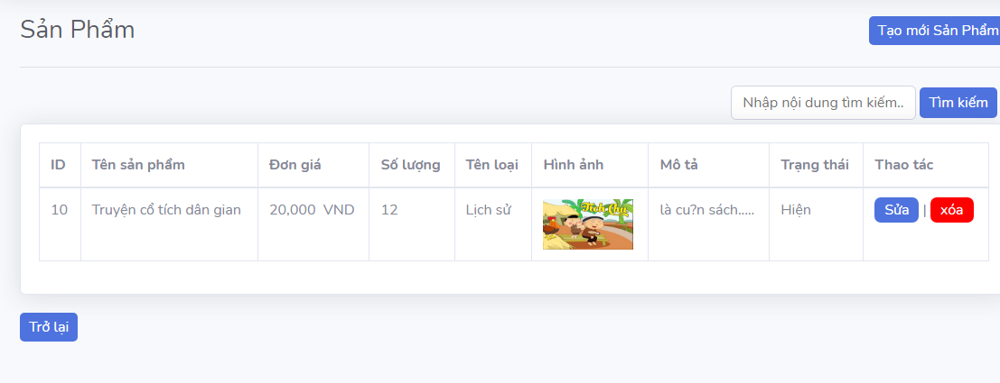 Sản Phẩm
Tạo mới Sản Phẩm
Nhập nội dung tìm kiếm..
Tìm kiếm
ID Tên sản phẩm Đơn giá Số lượng Tên loại Hình ảnh Mô tả Trạng thái Thao tác
10 Truyện cổ tích dân gian 20,000 VND 12 Lịch sử Tích Chu là cu?n sách..... Hiện Sửa | xóa
Trở lại